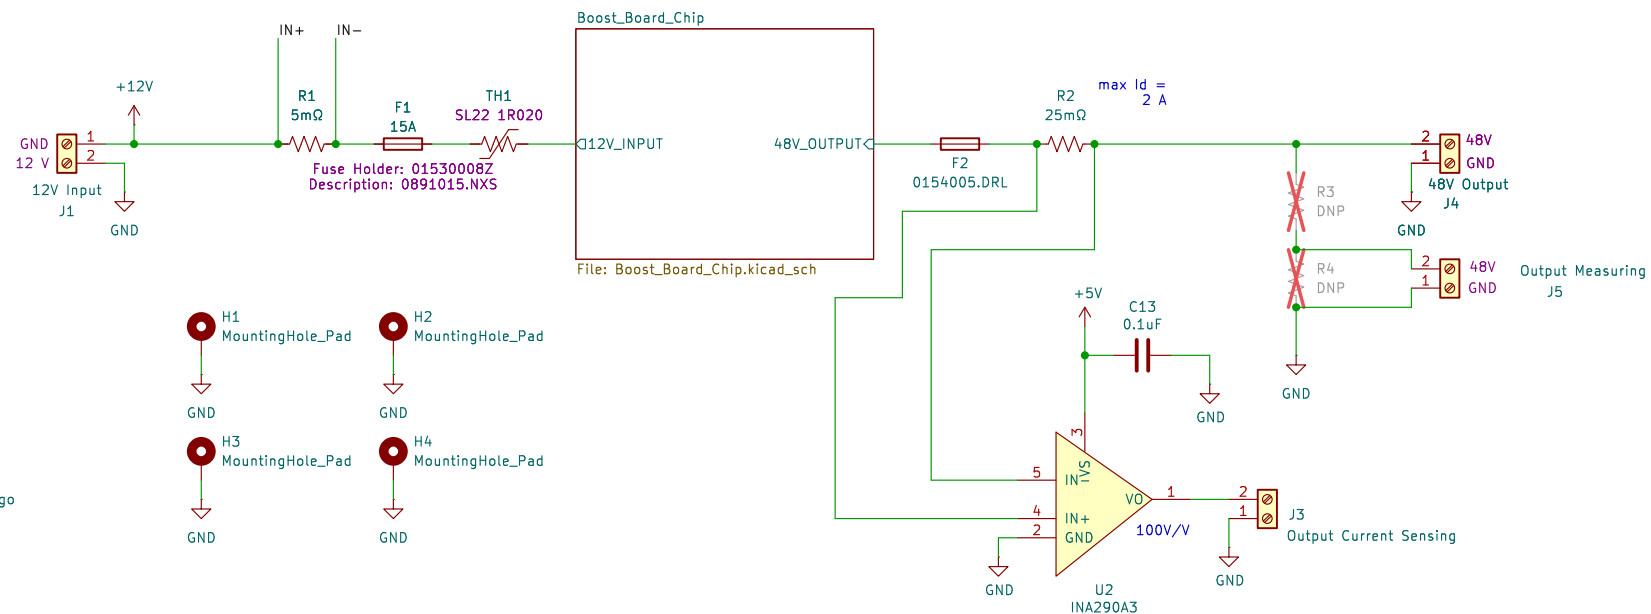 Boost_Board_Chip
IN+
IN-
+12V
R1
5mΩ
F1
15A
TH1
SL22 1R020
12V_INPUT
48V_OUTPUT
R2
25mΩ
max Id =
2 A
GND
12 V
1
2
12V Input
J1
GND
Fuse Holder: 01530008Z
Description: 0891015.NXS
F2
0154005.DRL
File: Boost_Board_Chip.kicad_sch
R3
DNP
2
1
48V
GND
48V Output
J4
GND
R4
DNP
2
1
48V
GND
Output Measuring
J5
GND
H1
MountingHole_Pad
GND
H2
MountingHole_Pad
GND
H3
MountingHole_Pad
GND
H4
MountingHole_Pad
GND
go
+5V
C13
0.1uF
GND
3
VS
5
IN-
4
IN+
2
GND
VO
1
100V/V
GND
U2
INA290A3
2
1
J3
Output Current Sensing
GND